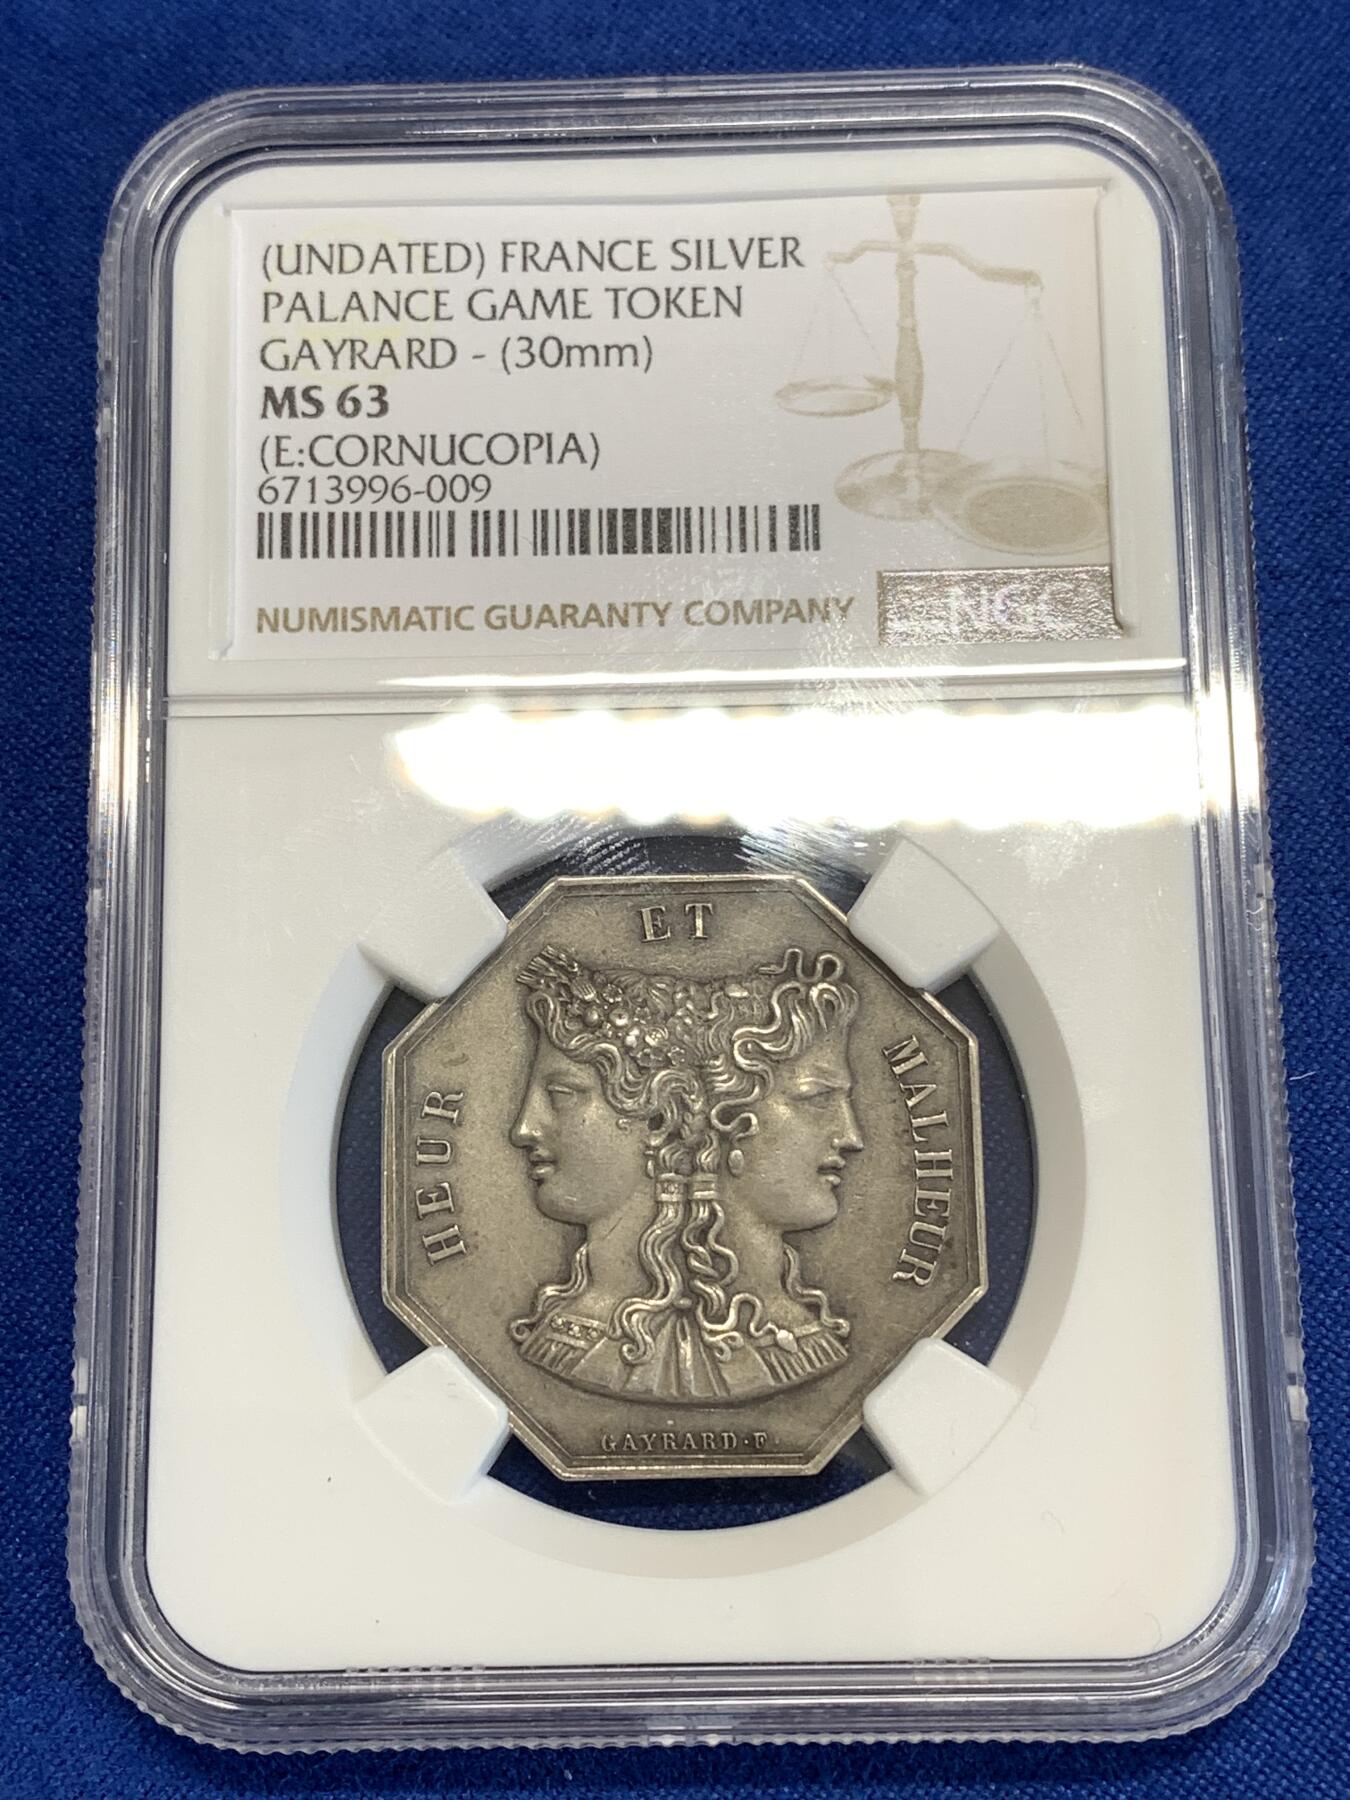 (UNDATED) FRANCE SILVER
PALANCE GAME TOKEN
GAYRARD - (30mm)
MS 63
(E:CORNUCOPIA)
6713996-009
NUMISMATIC GUARANTY COMPANY
NGC
HEUR
ET
MALHEUR
GAYRARD·F·